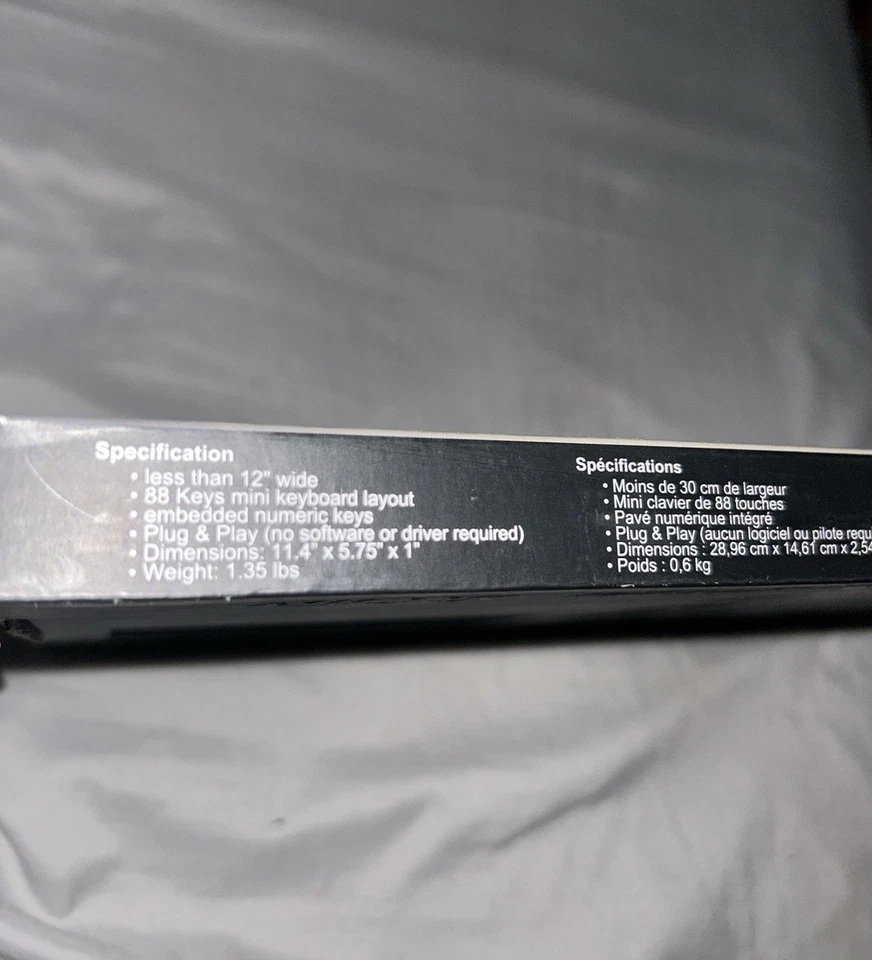 Specification
• less than 12" wide
• 88 Keys mini keyboard layout
• embedded numeric keys
• Plug & Play (no software or driver required)
• Dimensions: 11.4" x 5.75" x 1"
• Weight: 1.35 lbs
Spécifications
• Moins de 30 cm de largeur
• Mini clavier de 88 touches
• Pavé numérique intégré
• Plug & Play (aucun logiciel ou pilote requ
• Dimensions : 28,96 cm x 14,61 cm x 2,54
• Poids : 0,6 kg